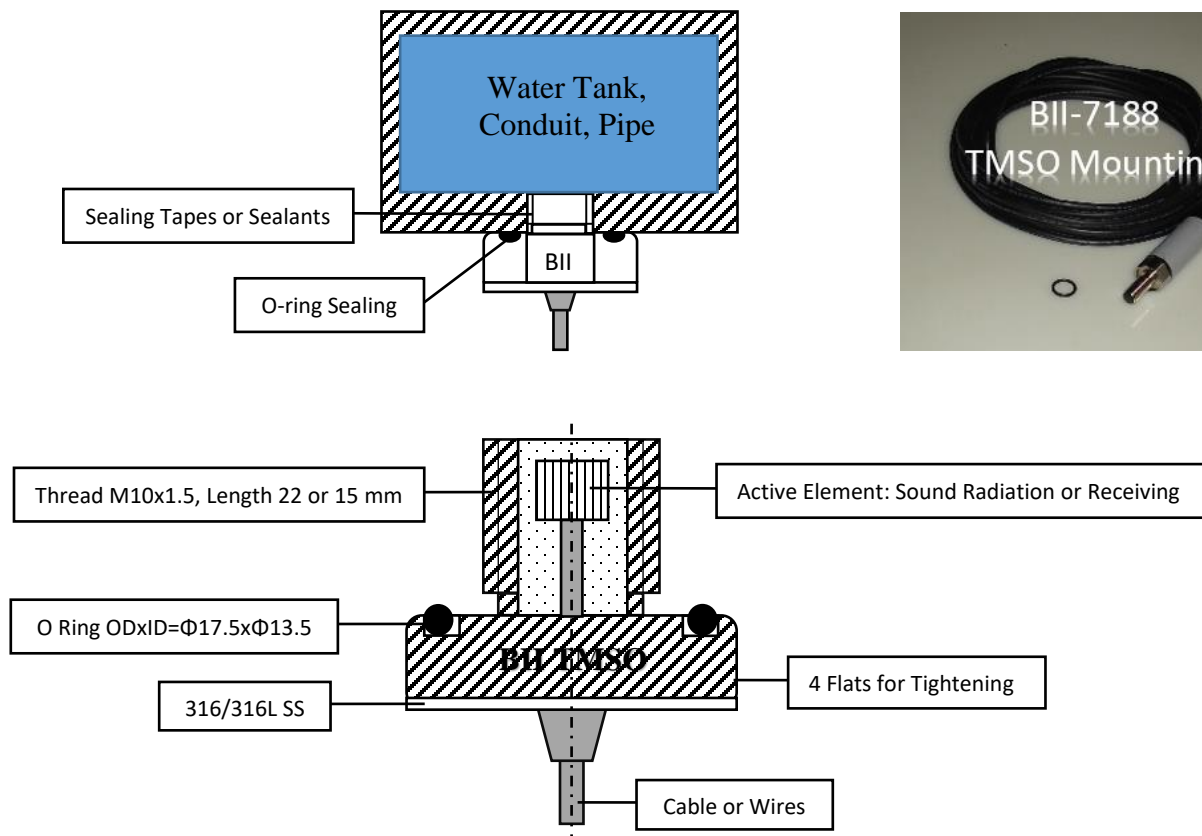 Water Tank,
Conduit, Pipe
Sealing Tapes or Sealants
BII
O-ring Sealing
BII-7188
TMSO Mountin
Thread M10x1.5, Length 22 or 15 mm
Active Element: Sound Radiation or Receiving
O Ring ODxID=Φ17.5xΦ13.5
BII TMSO
4 Flats for Tightening
316/316L SS
Cable or Wires